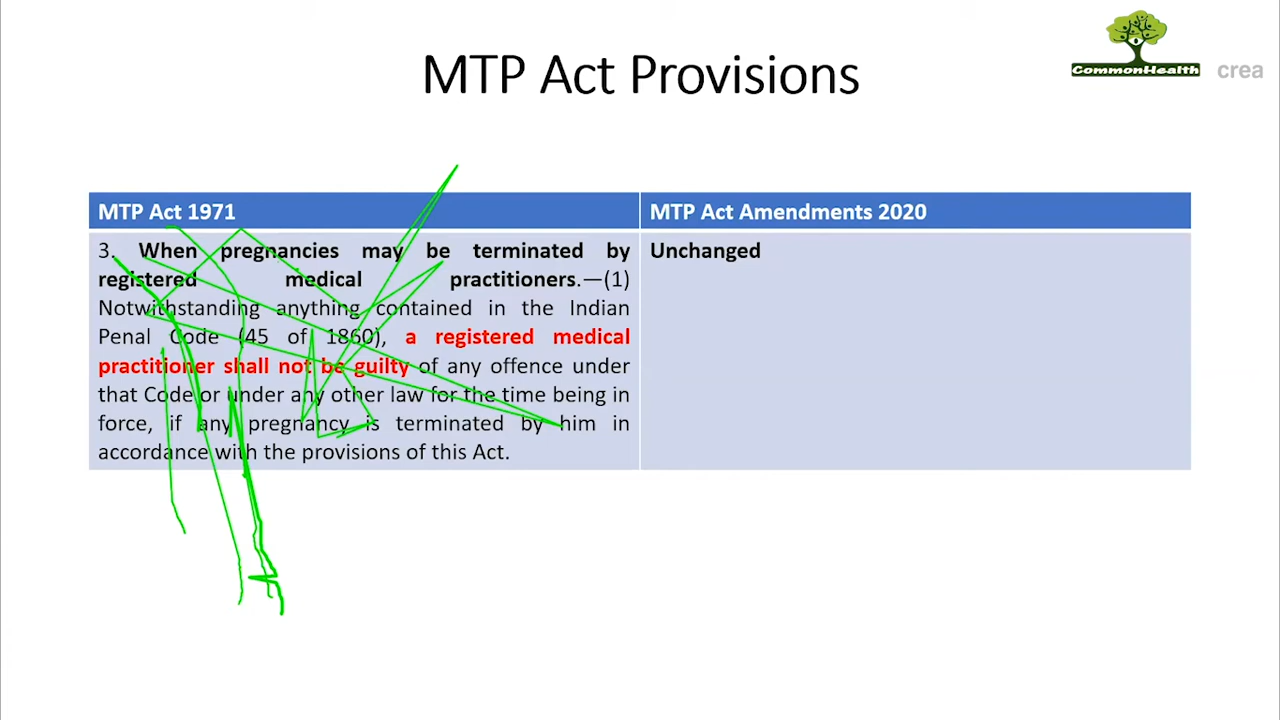 CommonHealth
crea
MTP Act Provisions
MTP Act 1971
3. When pregnancies may be terminated by
registered medical practitioners.—(1)
Notwithstanding anything contained in the Indian
Penal Code (45 of 1860), a registered medical
practitioner shall not be guilty of any offence under
that Code or under any other law for the time being in
force, if any pregnancy is terminated by him in
accordance with the provisions of this Act.
MTP Act Amendments 2020
Unchanged